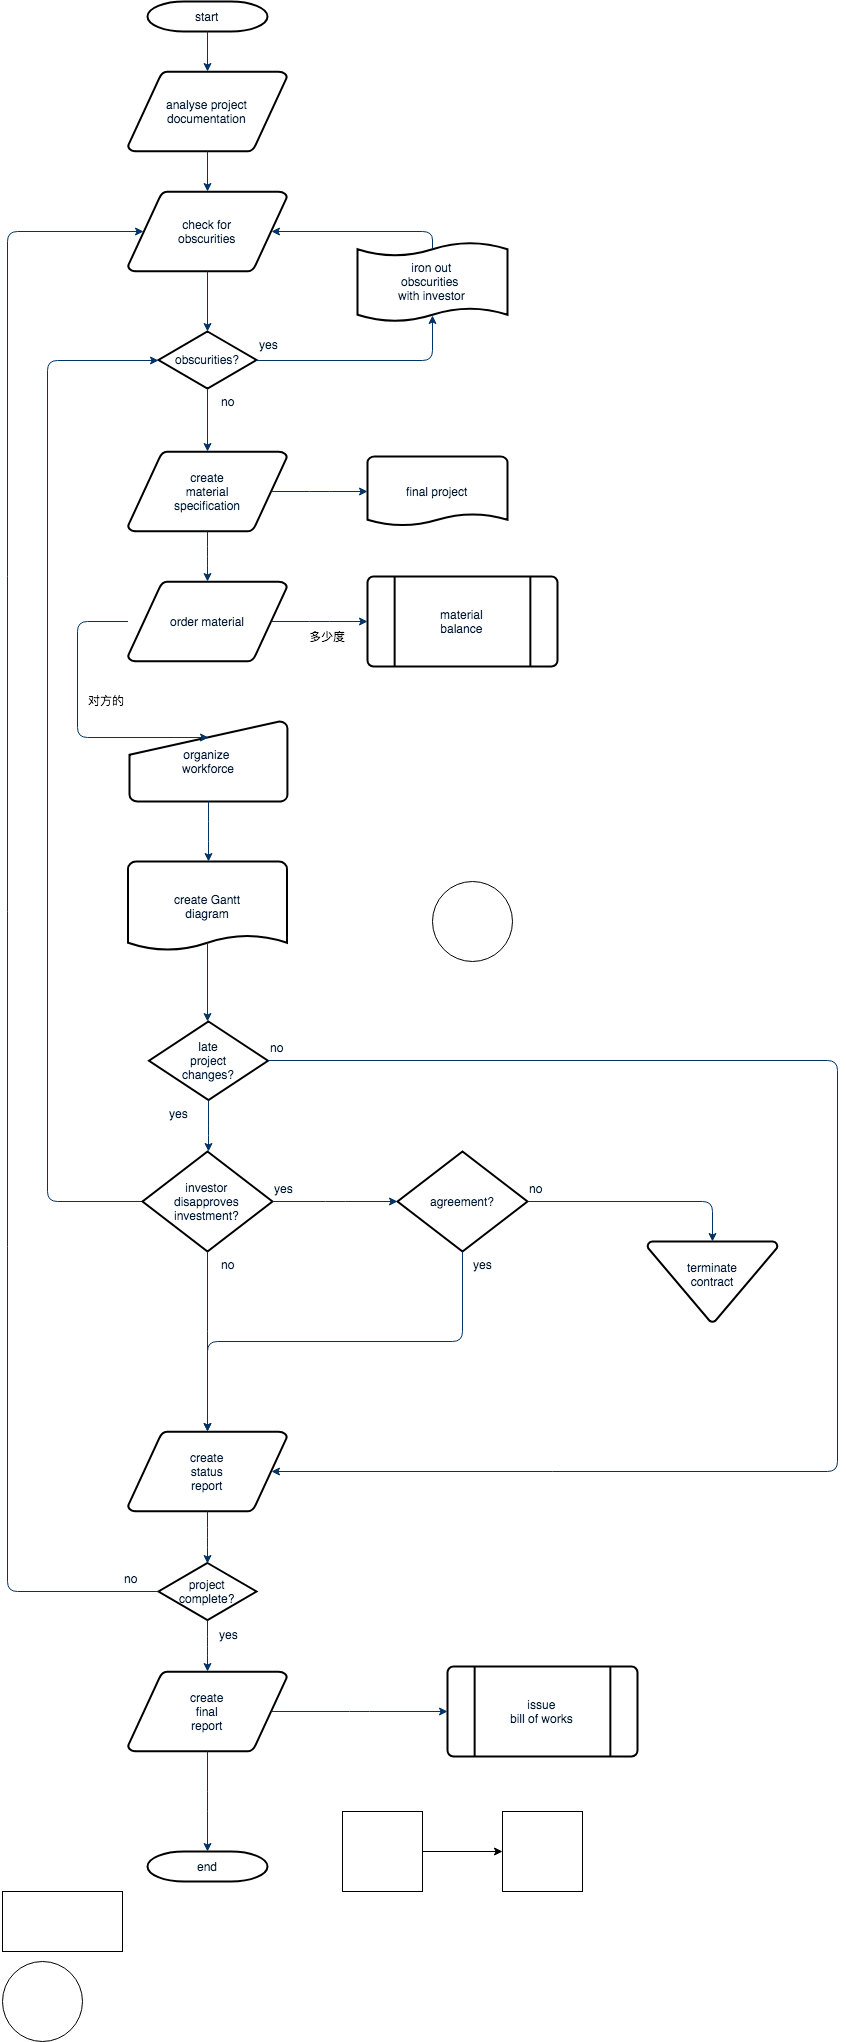 start
analyse project
documentation
check for
obscurities
iron out
obscurities
with investor
obscurities?
yes
no
create
material
specification
final project
order material
多少度
material
balance
对方的
organize
workforce
create Gantt
diagram
late
project
changes?
no
yes
investor
disapproves
investment?
yes
agreement?
no
terminate
contract
no
yes
create
status
report
no
project
complete?
yes
create
final
report
issue
bill of works
end